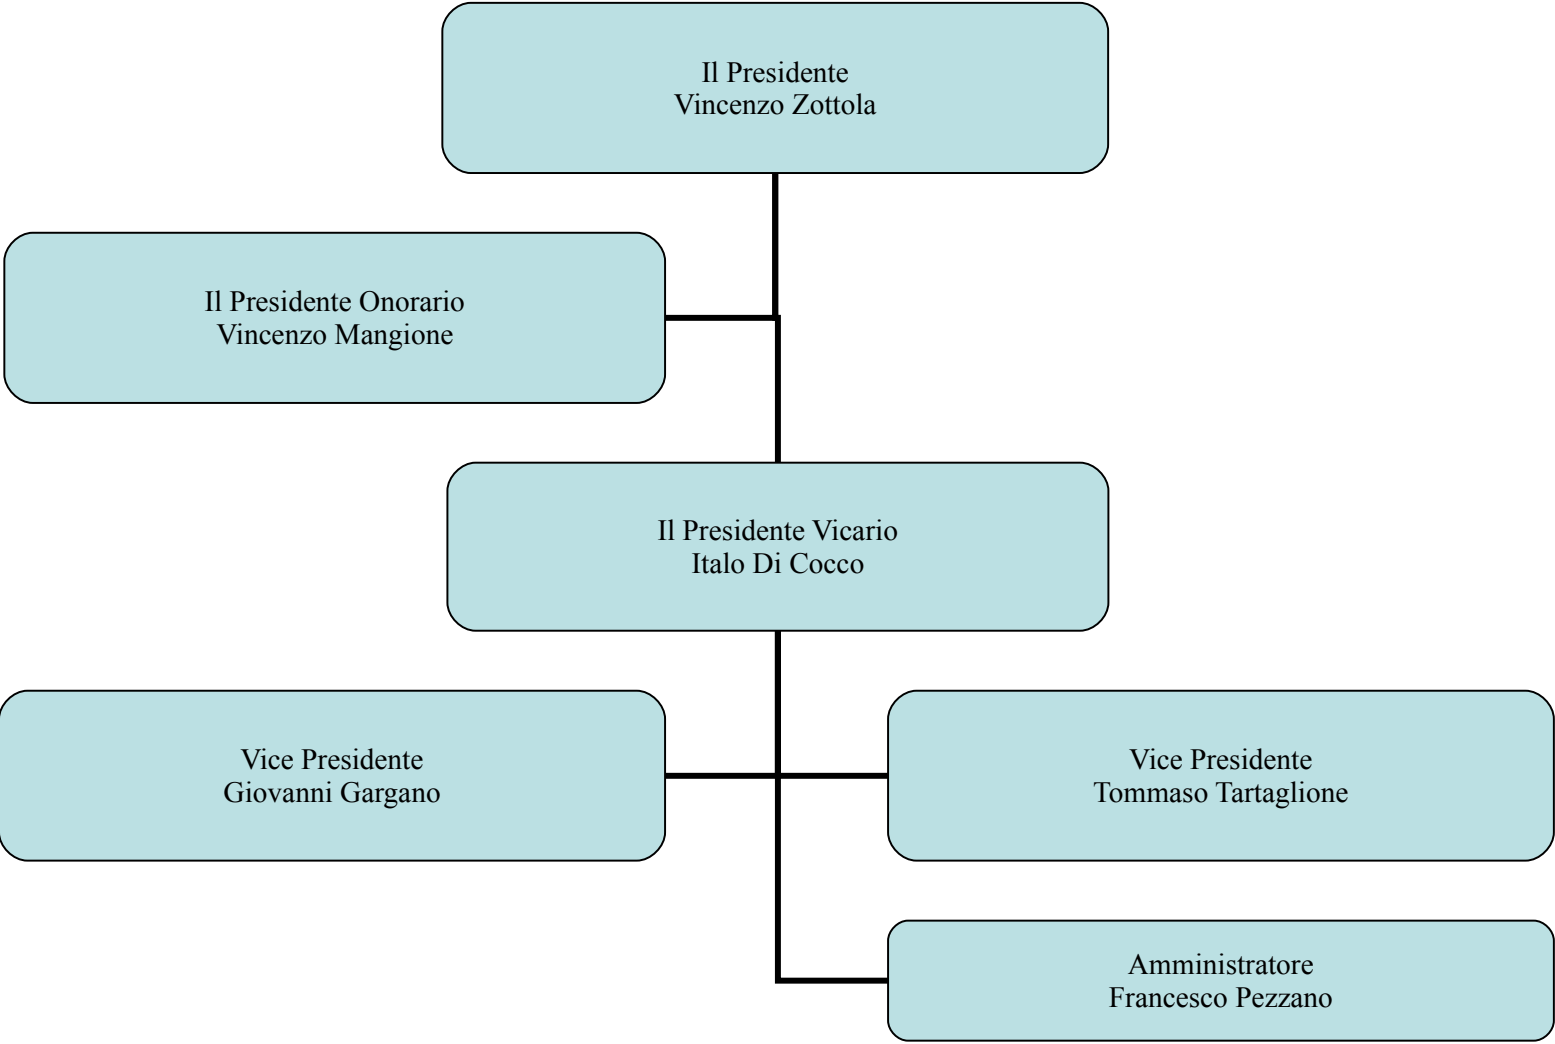 Il Presidente
Vincenzo Zottola
Il Presidente Onorario
Vincenzo Mangione
Il Presidente Vicario
Italo Di Cocco
Vice Presidente
Giovanni Gargano
Vice Presidente
Tommaso Tartaglione
Amministratore
Francesco Pezzano